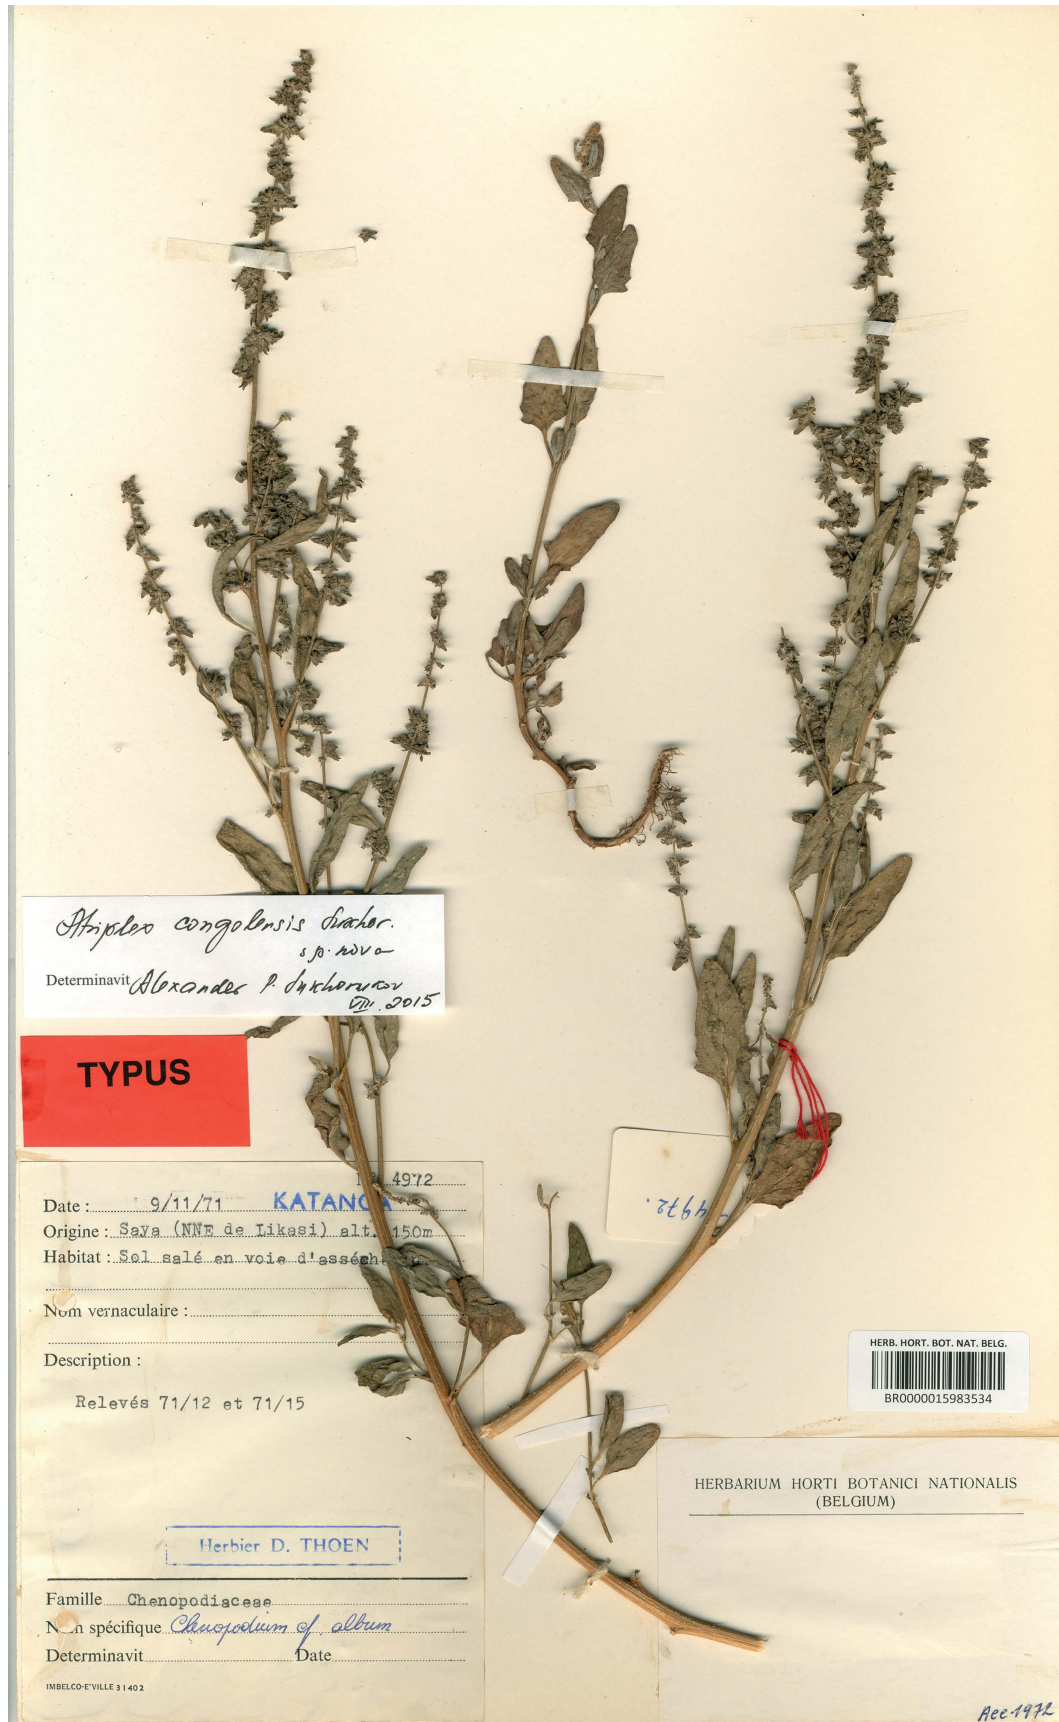 Atriplex congolensis Sukhor.
sp. nova
Determinavit Alexander P. Sukhorukov
VIII. 2015
TYPUS
4972
Date : 9/11/71 KATANGA
Origine : Saya (NNE de Likasi) alt. 150m
Habitat : Sol salé en voie d'asséch
Nom vernaculaire :
Description :
Relevés 71/12 et 71/15
Herbier D. THOEN
Famille Chenopodiaceae
Nom spécifique Chenopodium cf. album
Determinavit Date
IMBELCO-E'VILLE 31402
4972.
HERB. HORT. BOT. NAT. BELG.
BR0000015983534
HERBARIUM HORTI BOTANICI NATIONALIS
(BELGIUM)
Acc 1972